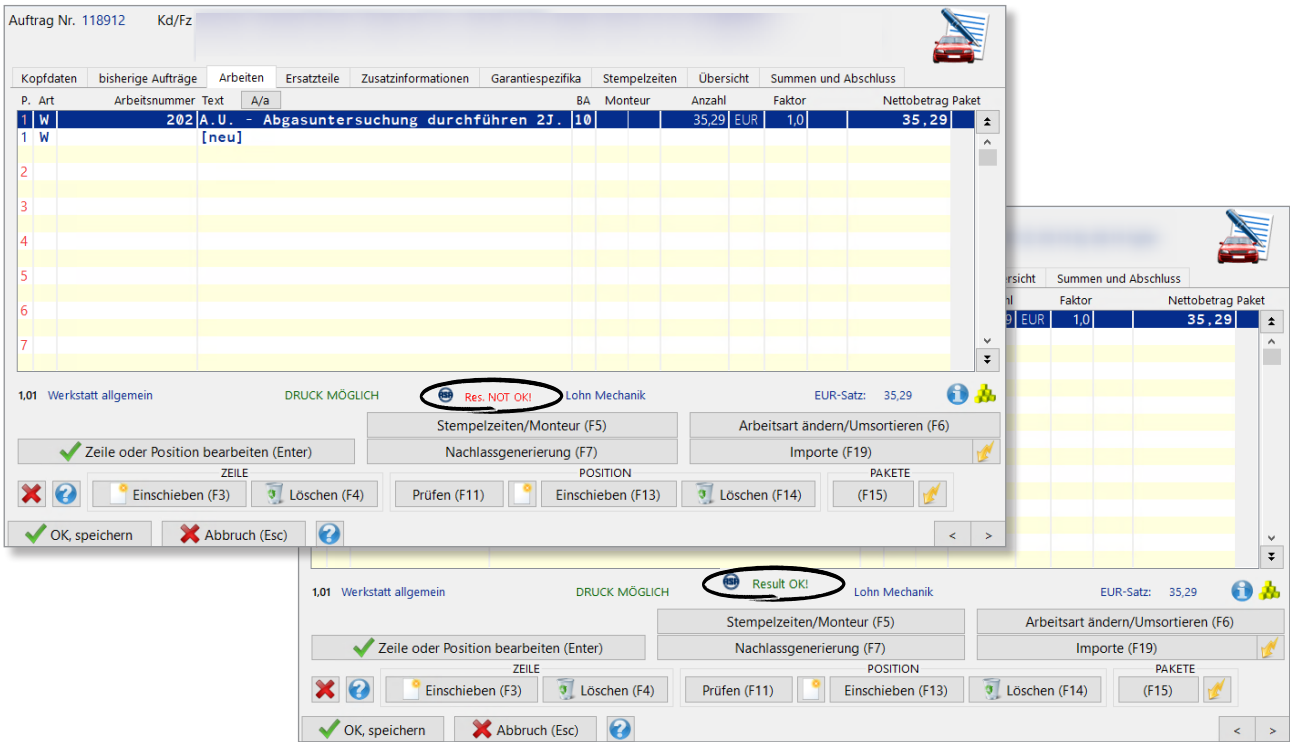 Auftrag Nr. 118912 Kd/Fz
Kopfdaten bisherige Aufträge Arbeiten Ersatzteile Zusatzinformationen Garantiespezifika Stempelzeiten Übersicht Summen und Abschluss
P. Art Arbeitsnummer Text A/a BA Monteur Anzahl Faktor Nettobetrag Paket
1 W 202 A.U. - Abgasuntersuchung durchführen 2J. 10 35,29 EUR 1,0 35,29
1 W [neu]
2
3
4
5
6
7
1,01 Werkstatt allgemein DRUCK MÖGLICH RSA Res. NOT OK! Lohn Mechanik EUR-Satz: 35,29
Stempelzeiten/Monteur (F5) Arbeitsart ändern/Umsortieren (F6)
Zeile oder Position bearbeiten (Enter) Nachlassgenerierung (F7) Importe (F19)
ZEILE POSITION PAKETE
Einschieben (F3) Löschen (F4) Prüfen (F11) Einschieben (F13) Löschen (F14) (F15)
OK, speichern Abbruch (Esc) < >
rsicht Summen und Abschluss
hl Faktor Nettobetrag Paket
9 EUR 1,0 35,29
1,01 Werkstatt allgemein DRUCK MÖGLICH RSA Result OK! Lohn Mechanik EUR-Satz: 35,29
Stempelzeiten/Monteur (F5) Arbeitsart ändern/Umsortieren (F6)
Zeile oder Position bearbeiten (Enter) Nachlassgenerierung (F7) Importe (F19)
ZEILE POSITION PAKETE
Einschieben (F3) Löschen (F4) Prüfen (F11) Einschieben (F13) Löschen (F14) (F15)
OK, speichern Abbruch (Esc) < >